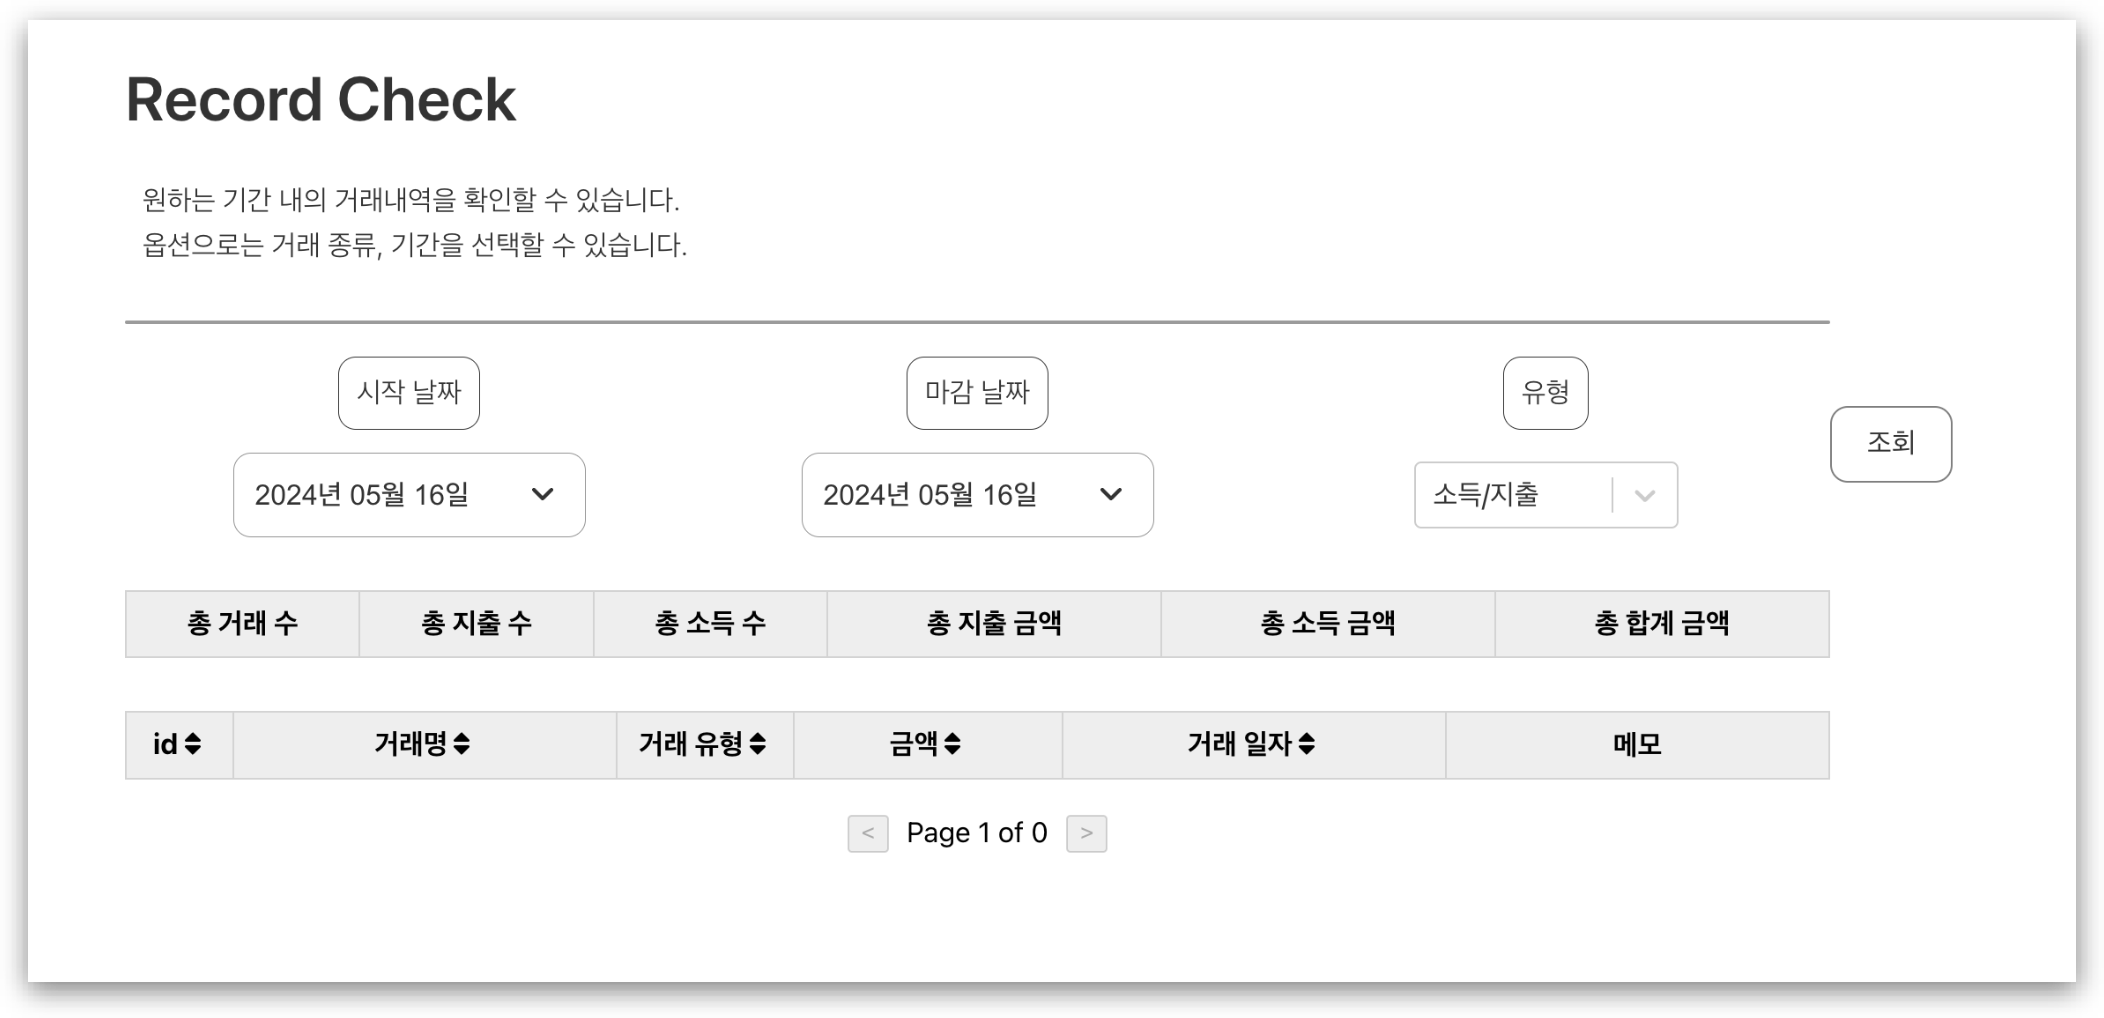 Record Check
원하는 기간 내의 거래내역을 확인할 수 있습니다.
옵션으로는 거래 종류, 기간을 선택할 수 있습니다.
시작 날짜 마감 날짜 유형
조회
2024년 05월 16일 2024년 05월 16일 소득/지출
총 거래 수 총 지출 수 총 소득 수 총 지출 금액 총 소득 금액 총 합계 금액
id 거래명 거래 유형 금액 거래 일자 메모
< Page 1 of 0 >